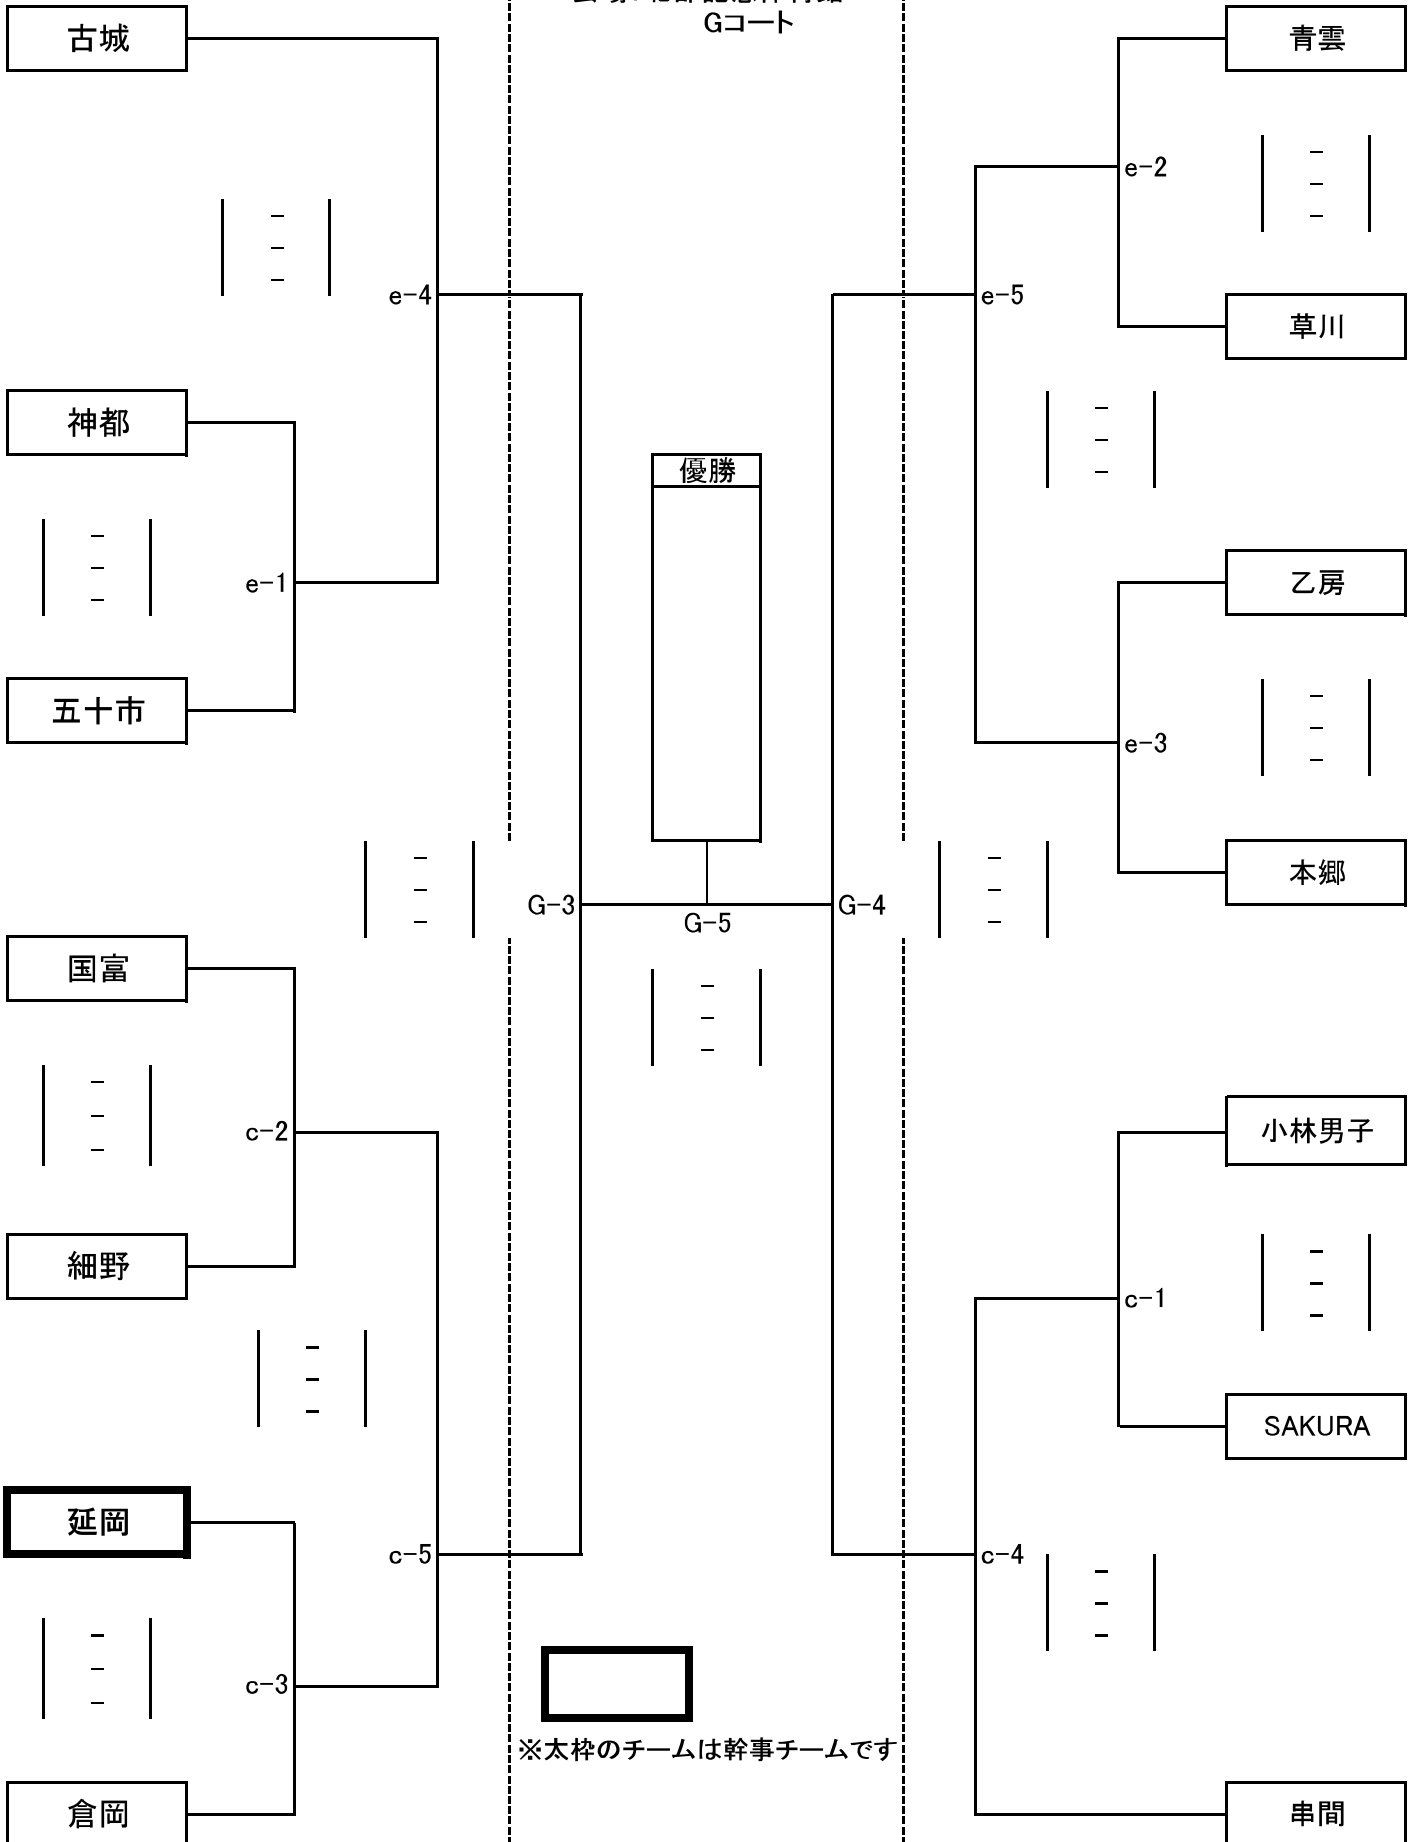 Gコート
古城
青雲
e-2
e-4
e-5
草川
神都
優勝
e-1
乙房
五十市
e-3
本郷
G-3
G-4
G-5
国富
c-2
小林男子
細野
c-1
SAKURA
延岡
c-5
c-4
c-3
※太枠のチームは幹事チームです
倉岡
串間